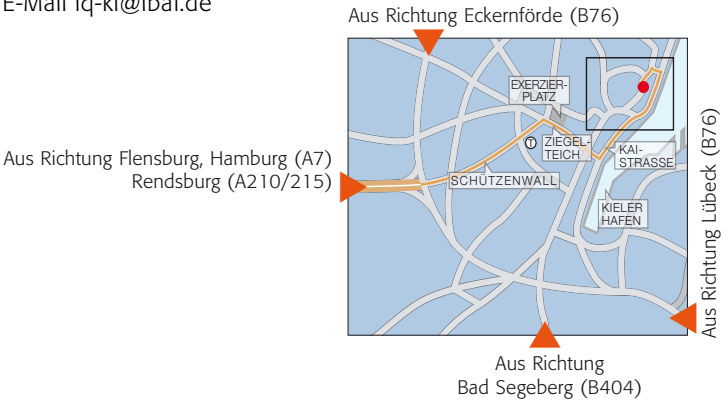 E-Mail iq-ki@ibaf.de
Aus Richtung Eckernförde (B76)
EXERZIER-
PLATZ
ZIEGEL-
TEICH
KAI-
STRASSE
SCHÜTZENWALL
KIELER
HAFEN
T
Aus Richtung Flensburg, Hamburg (A7)
Rendsburg (A210/215)
Aus Richtung Lübeck (B76)
Aus Richtung
Bad Segeberg (B404)